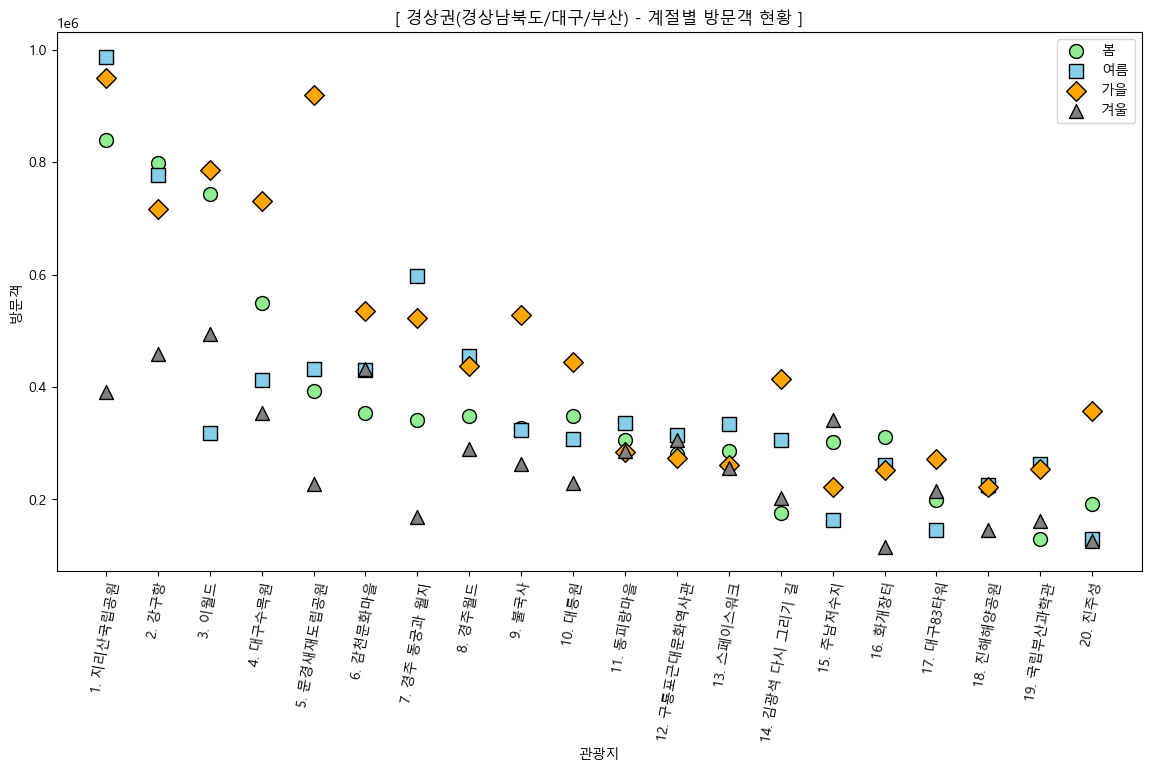 [ 경상권(경상남북도/대구/부산) - 계절별 방문객 현황 ]
1e6
봄
여름
가을
겨울
1.0
0.8
0.6
0.4
0.2
방문객
1. 지리산국립공원
2. 강구항
3. 이월드
4. 대구수목원
5. 문경새재도립공원
6. 감천문화마을
7. 경주 동궁과 월지
8. 경주월드
9. 불국사
10. 대릉원
11. 동피랑마을
12. 구룡포근대문화역사관
13. 스페이스워크
14. 김광석 다시 그리기 길
15. 주남저수지
16. 화개장터
17. 대구83타워
18. 진해해양공원
19. 국립부산과학관
20. 진주성
관광지